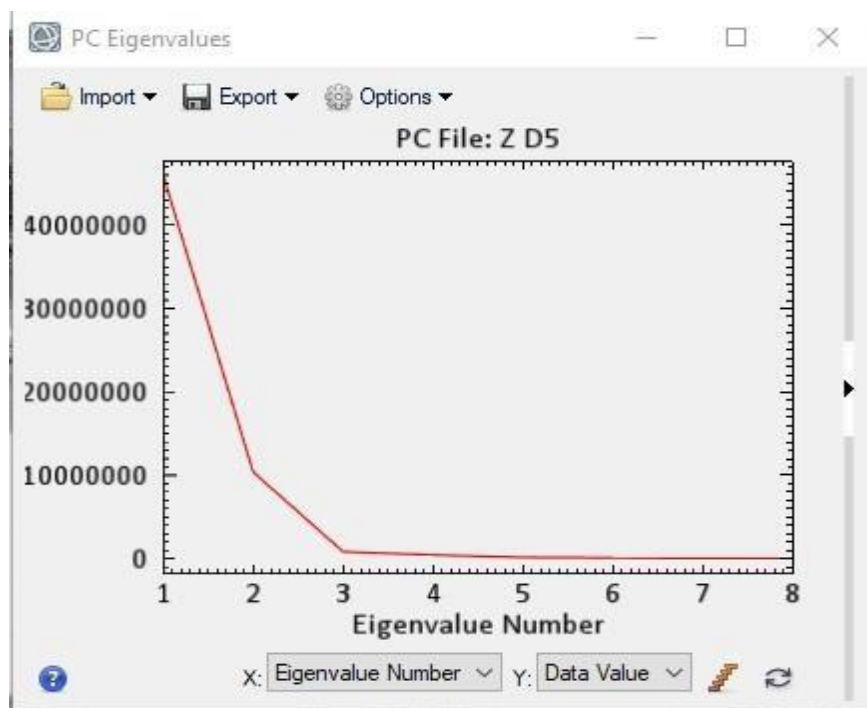 PC Eigenvalues
Import Export Options
PC File: Z D5
40000000
30000000
20000000
10000000
0
1 2 3 4 5 6 7 8
Eigenvalue Number
? X: Eigenvalue Number Y: Data Value